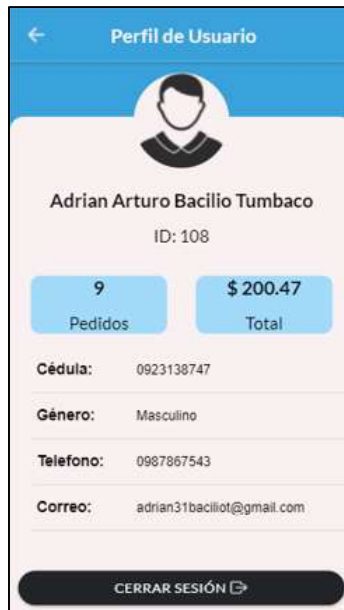 Perfil de Usuario
Adrian Arturo Bacilio Tumbaco
ID: 108
9
Pedidos
$ 200.47
Total
Cédula: 0923138747
Género: Masculino
Telefono: 0987867543
Correo: adrian31baciliot@gmail.com
CERRAR SESIÓN